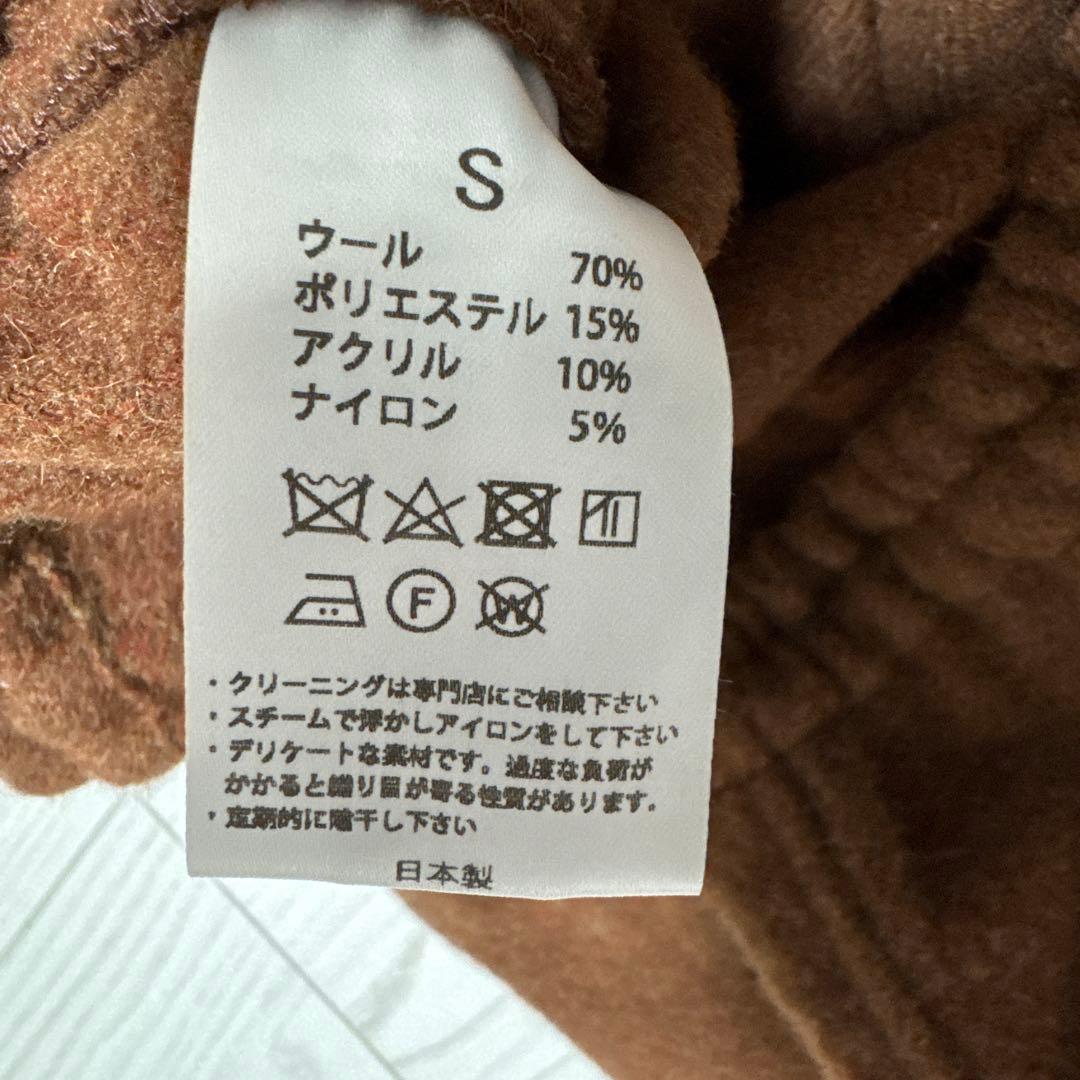 S
ウール 70%
ポリエステル 15%
アクリル 10%
ナイロン 5%
F
W
・クリーニングは専門店にご相談下さい
・スチームで浮かしアイロンをして下さい
・デリケートな素材です。過度な負荷が
かかると織り目が寄る性質があります。
・定期的に陰干し下さい
日本製